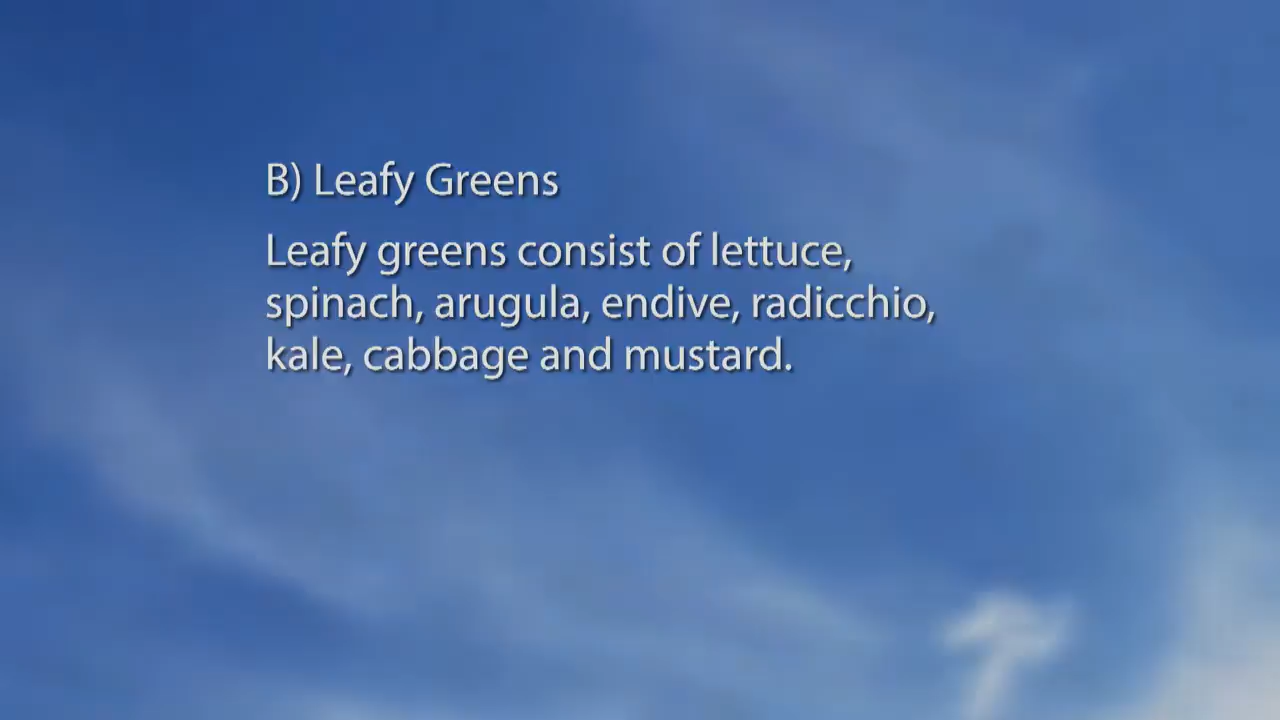 B) Leafy Greens
Leafy greens consist of lettuce,
spinach, arugula, endive, radicchio,
kale, cabbage and mustard.